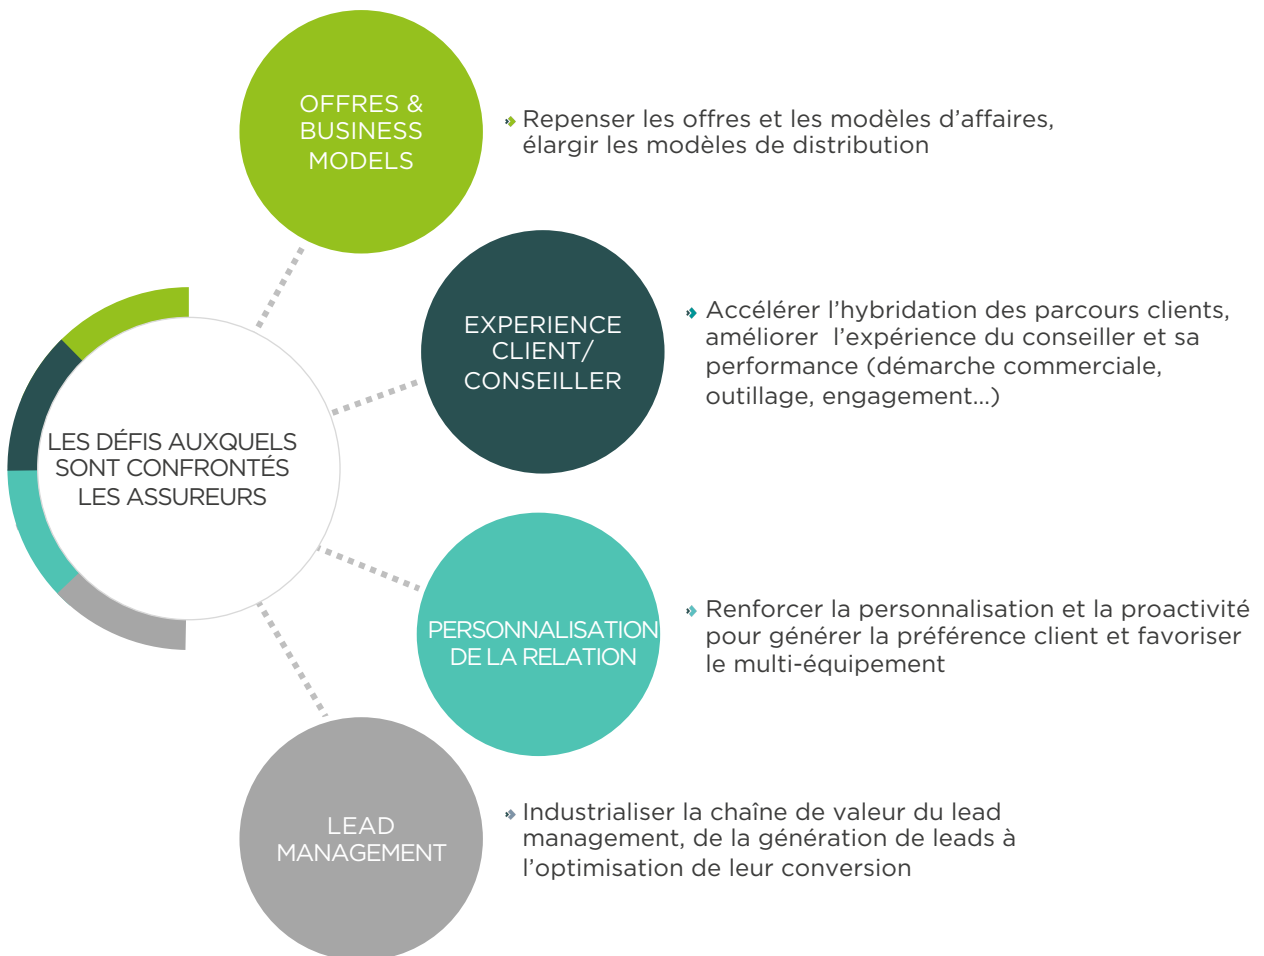 OFFRES &
BUSINESS
MODELS
Repenser les offres et les modèles d’affaires,
élargir les modèles de distribution
EXPERIENCE
CLIENT/
CONSEILLER
Accélérer l’hybridation des parcours clients,
améliorer  l’expérience du conseiller et sa
performance (démarche commerciale,
outillage, engagement...)
LES DÉFIS AUXQUELS
SONT CONFRONTÉS
LES ASSUREURS
PERSONNALISATION
DE LA RELATION
Renforcer la personnalisation et la proactivité
pour générer la préférence client et favoriser
le multi-équipement
LEAD
MANAGEMENT
Industrialiser la chaîne de valeur du lead
management, de la génération de leads à
l’optimisation de leur conversion